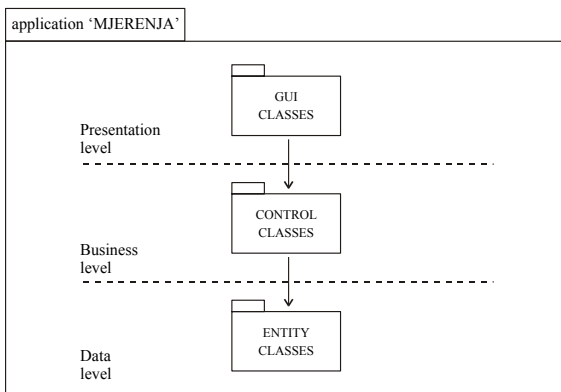 application ‘MJERENJA’
GUI
CLASSES
Presentation
level
CONTROL
CLASSES
Business
level
ENTITY
CLASSES
Data
level